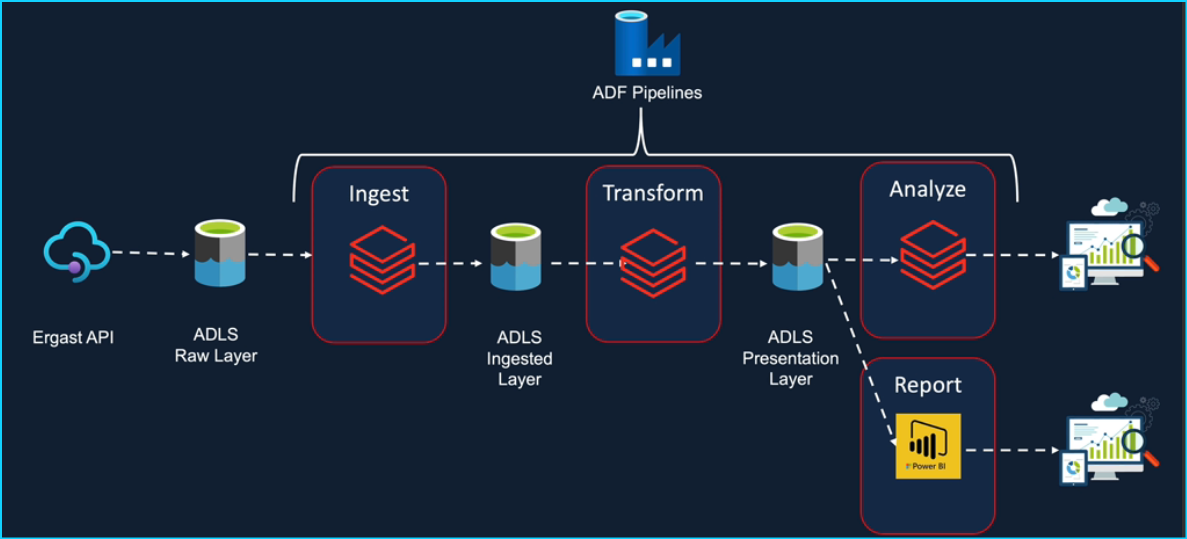 ADF Pipelines
Ingest
Transform
Analyze
Ergast API
ADLS
Raw Layer
ADLS
Ingested
Layer
ADLS
Presentation
Layer
Report
Power BI